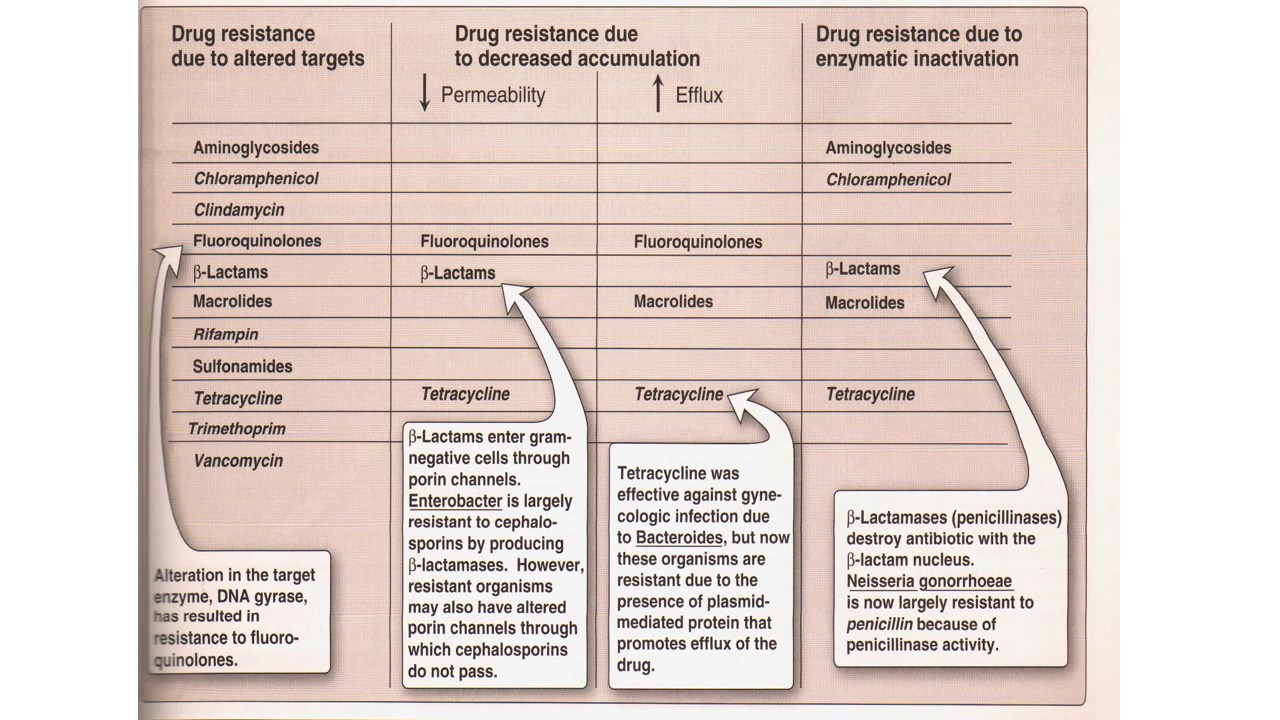 Drug resistance
due to altered targets
Drug resistance due
to decreased accumulation
↓ Permeability
↑ Efflux
Drug resistance due to
enzymatic inactivation
Aminoglycosides
Aminoglycosides
Chloramphenicol
Chloramphenicol
Clindamycin
Fluoroquinolones
Fluoroquinolones
Fluoroquinolones
β-Lactams
β-Lactams
β-Lactams
Macrolides
Macrolides
Macrolides
Rifampin
Sulfonamides
Tetracycline
Tetracycline
Tetracycline
Tetracycline
Trimethoprim
Vancomycin
Alteration in the target
enzyme, DNA gyrase,
has resulted in
resistance to fluoro-
quinolones.
β-Lactams enter gram-
negative cells through
porin channels.
Enterobacter is largely
resistant to cephalo-
sporins by producing
β-lactamases. However,
resistant organisms
may also have altered
porin channels through
which cephalosporins
do not pass.
Tetracycline was
effective against gyne-
cologic infection due
to Bacteroides, but now
these organisms are
resistant due to the
presence of plasmid-
mediated protein that
promotes efflux of the
drug.
β-Lactamases (penicillinases)
destroy antibiotic with the
β-lactam nucleus.
Neisseria gonorrhoeae
is now largely resistant to
penicillin because of
penicillinase activity.